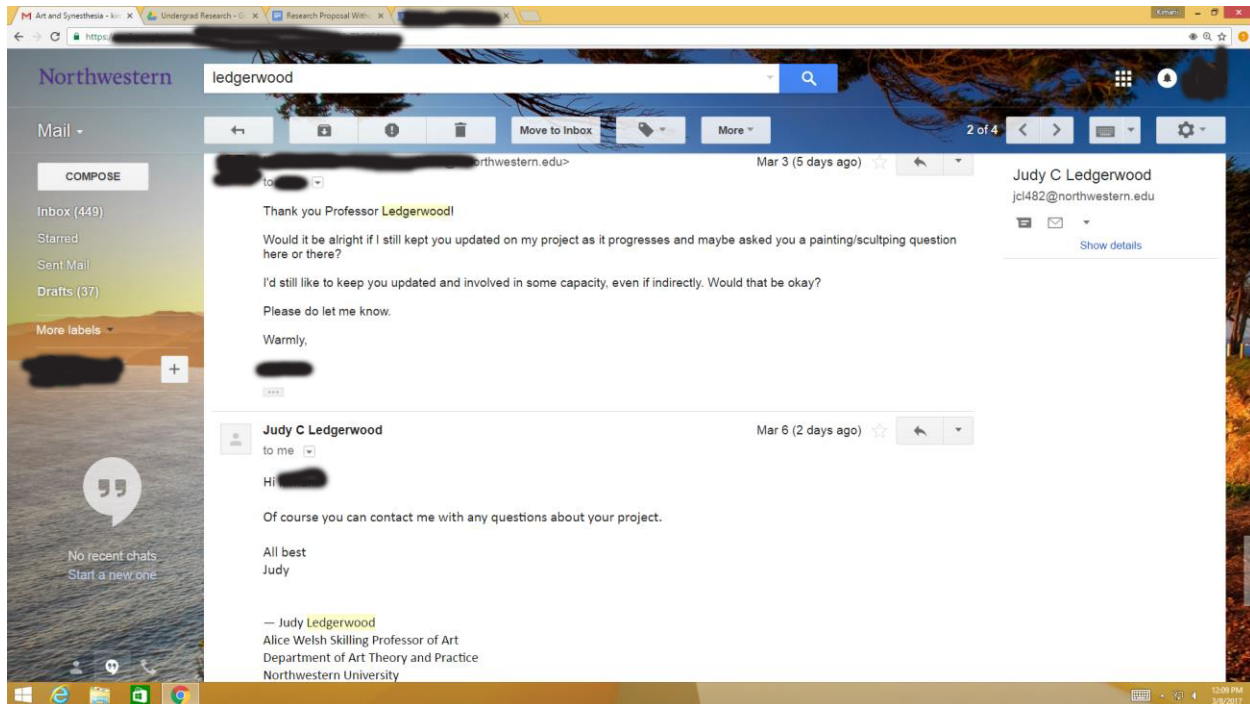 Art and Synesthesia - kim
Undergrad Research - G
Research Proposal With
Kimani
https:
Northwestern
ledgerwood
Mail
Move to Inbox
More
2 of 4
COMPOSE
Inbox (449)
Starred
Sent Mail
Drafts (37)
More labels
orthwestern.edu>
Mar 3 (5 days ago)
to
Thank you Professor Ledgerwood!
Would it be alright if I still kept you updated on my project as it progresses and maybe asked you a painting/scultping question
here or there?
I'd still like to keep you updated and involved in some capacity, even if indirectly. Would that be okay?
Please do let me know.
Warmly,
Judy C Ledgerwood
Mar 6 (2 days ago)
to me
Hi
Of course you can contact me with any questions about your project.
All best
Judy
— Judy Ledgerwood
Alice Welsh Skilling Professor of Art
Department of Art Theory and Practice
Northwestern University
Judy C Ledgerwood
jcl482@northwestern.edu
Show details
No recent chats
Start a new one
12:09 PM
3/8/2017